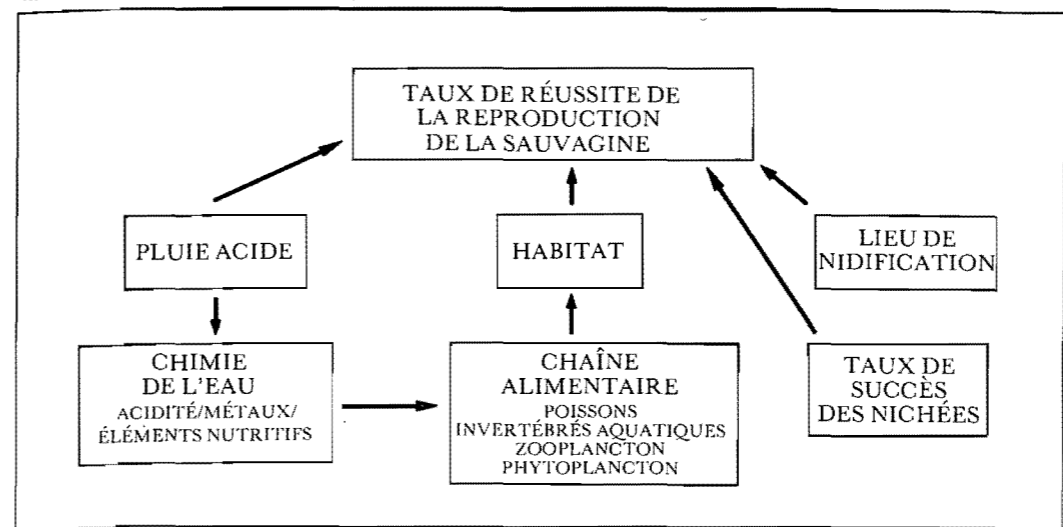 TAUX DE RÉUSSITE DE
LA REPRODUCTION
DE LA SAUVAGINE
PLUIE ACIDE
HABITAT
LIEU DE
NIDIFICATION
CHIMIE
DE L'EAU
ACIDITÉ/MÉTAUX/
ÉLÉMENTS NUTRITIFS
CHAÎNE
ALIMENTAIRE
POISSONS
INVERTÉBRÉS AQUATIQUES
ZOOPLANCTON
PHYTOPLANCTON
TAUX DE
SUCCÈS
DES NICHÉES